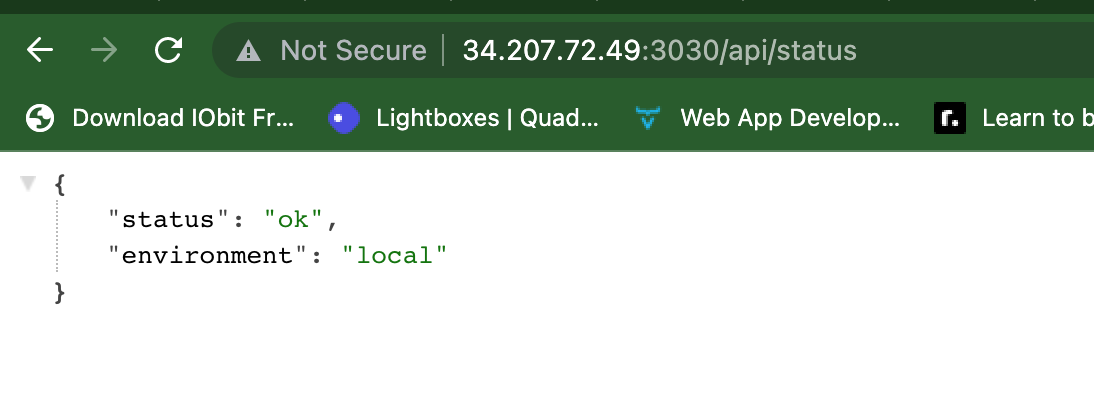 Not Secure 34.207.72.49:3030/api/status
Download IObit Fr... Lightboxes | Quad... Web App Develop... r. Learn to b
{
"status": "ok",
"environment": "local"
}